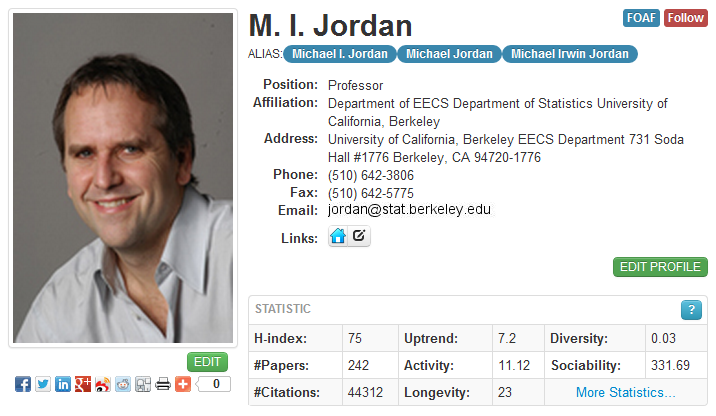 M. I. Jordan
FOAF Follow
ALIAS: Michael I. Jordan Michael Jordan Michael Irwin Jordan
Position: Professor
Affiliation: Department of EECS Department of Statistics University of
California, Berkeley
Address: University of California, Berkeley EECS Department 731 Soda
Hall #1776 Berkeley, CA 94720-1776
Phone: (510) 642-3806
Fax: (510) 642-5775
Email: jordan@stat.berkeley.edu
Links:
EDIT PROFILE
EDIT
0
STATISTIC ?
H-index: 75 Uptrend: 7.2 Diversity: 0.03
#Papers: 242 Activity: 11.12 Sociability: 331.69
#Citations: 44312 Longevity: 23 More Statistics...